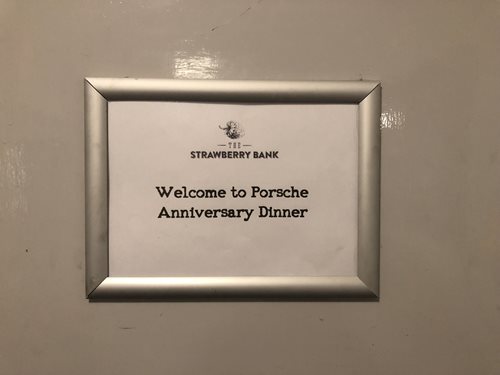 THE
STRAWBERRY BANK
Welcome to Porsche
Anniversary Dinner